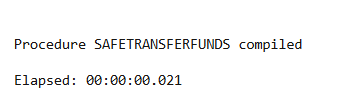 Procedure SAFETRANSFERFUNDS compiled
Elapsed: 00:00:00.021